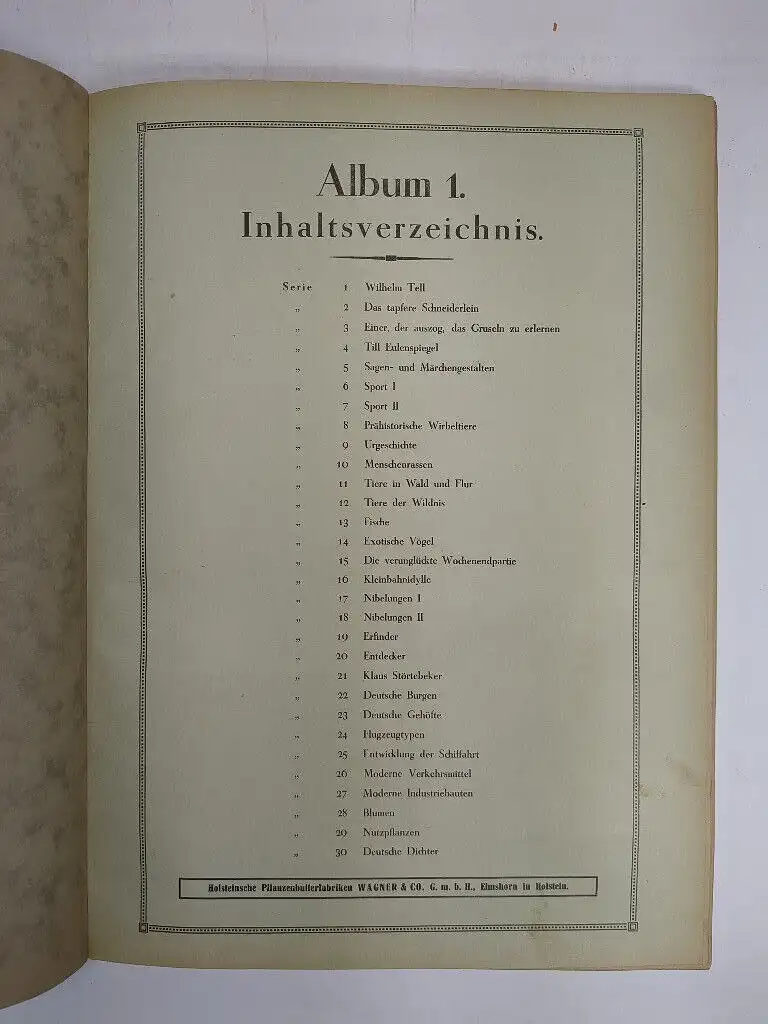 Album 1.
Inhaltsverzeichnis.
Serie 1 Wilhelm Tell
„ 2 Das tapfere Schneiderlein
„ 3 Einer, der auszog, das Gruseln zu erlernen
„ 4 Till Eulenspiegel
„ 5 Sagen- und Märchengestalten
„ 6 Sport I
„ 7 Sport II
„ 8 Prähistorische Wirbeltiere
„ 9 Urgeschichte
„ 10 Menschenrassen
„ 11 Tiere in Wald und Flur
„ 12 Tiere der Wildnis
„ 13 Fische
„ 14 Exotische Vögel
„ 15 Die verunglückte Wochenendpartie
„ 16 Kleinbahnidylle
„ 17 Nibelungen I
„ 18 Nibelungen II
„ 19 Erfinder
„ 20 Entdecker
„ 21 Klaus Störtebeker
„ 22 Deutsche Burgen
„ 23 Deutsche Gehöfte
„ 24 Flugzeugtypen
„ 25 Entwicklung der Schiffahrt
„ 26 Moderne Verkehrsmittel
„ 27 Moderne Industriebauten
„ 28 Blumen
„ 29 Nutzpflanzen
„ 30 Deutsche Dichter
Holsteinsche Pflanzenbutterfabriken WAGNER & CO. G. m. b. H., Elmshorn in Holstein.